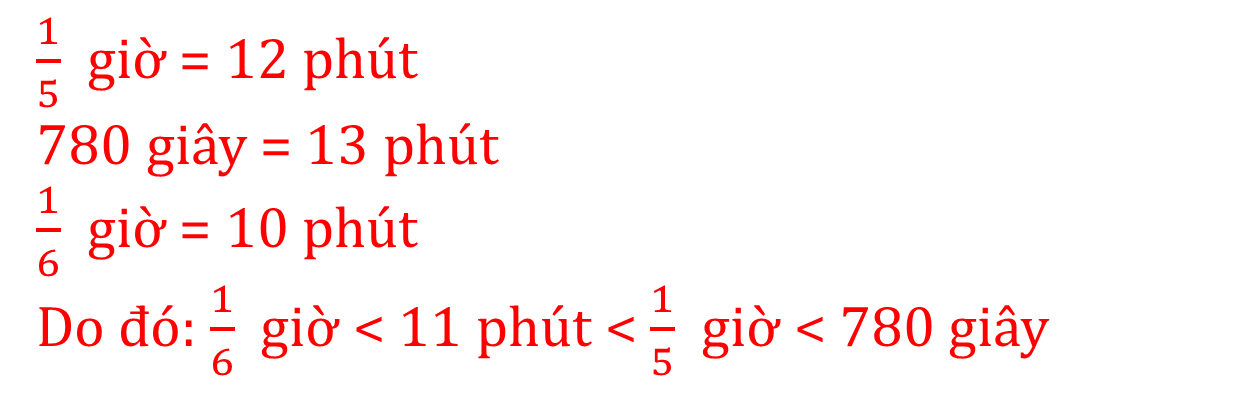 1/5 giờ = 12 phút
780 giây = 13 phút
1/6 giờ = 10 phút
Do đó: 1/6 giờ < 11 phút < 1/5 giờ < 780 giây